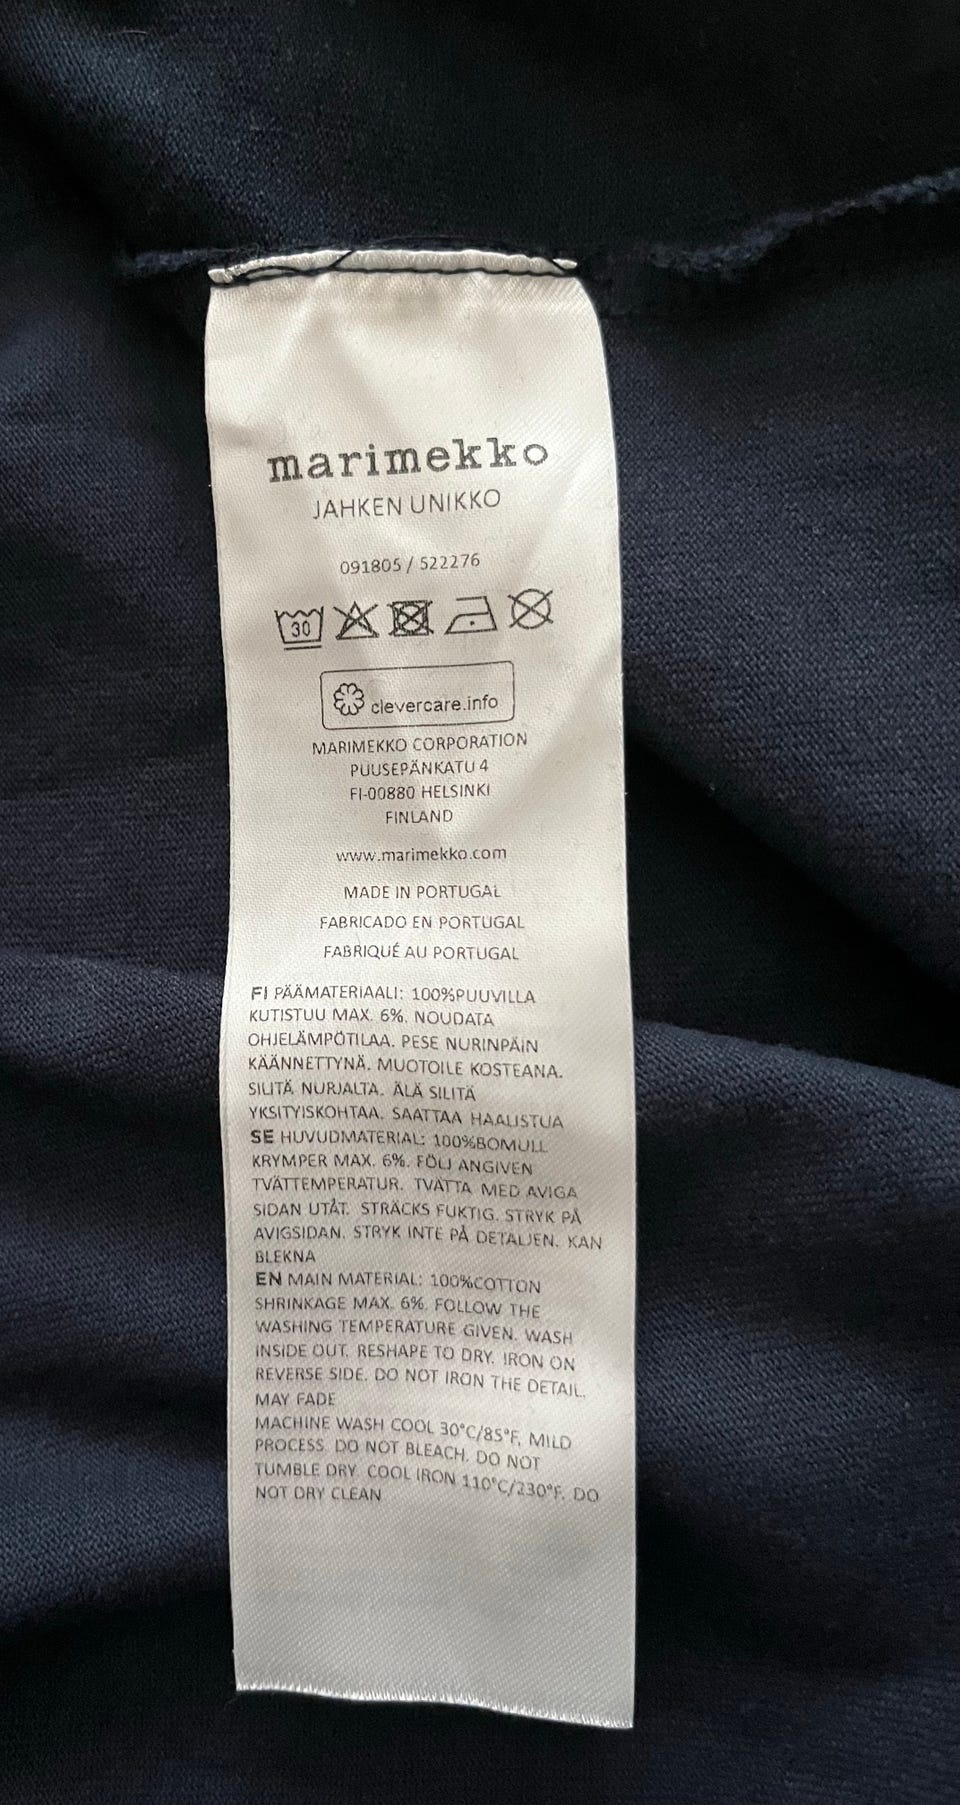 marimekko
JAHKEN UNIKKO
091805 / 522276
30
clevercare.info
MARIMEKKO CORPORATION
PUUSEPÄNKATU 4
FI-00880 HELSINKI
FINLAND
www.marimekko.com
MADE IN PORTUGAL
FABRICADO EN PORTUGAL
FABRIQUÉ AU PORTUGAL
FI PÄÄMATERIAALI: 100%PUUVILLA
KUTISTUU MAX. 6%. NOUDATA
OHJELÄMPÖTILAA. PESE NURINPÄIN
KÄÄNNETTYNÄ. MUOTOILE KOSTEANA.
SILITÄ NURJALTA. ÄLÄ SILITÄ
YKSITYISKOHTAA. SAATTAA HAALISTUA
SE HUVUDMATERIAL: 100%BOMULL
KRYMPER MAX. 6%. FÖLJ ANGIVEN
TVÄTTEMPERATUR. TVÄTTA MED AVIGA
SIDAN UTÅT. STRÄCKS FUKTIG. STRYK PÅ
AVIGSIDAN. STRYK INTE PÅ DETALJEN. KAN
BLEKNA
EN MAIN MATERIAL: 100%COTTON
SHRINKAGE MAX. 6%. FOLLOW THE
WASHING TEMPERATURE GIVEN. WASH
INSIDE OUT. RESHAPE TO DRY. IRON ON
REVERSE SIDE. DO NOT IRON THE DETAIL.
MAY FADE
MACHINE WASH COOL 30°C/85°F, MILD
PROCESS. DO NOT BLEACH. DO NOT
TUMBLE DRY. COOL IRON 110°C/230°F. DO
NOT DRY CLEAN